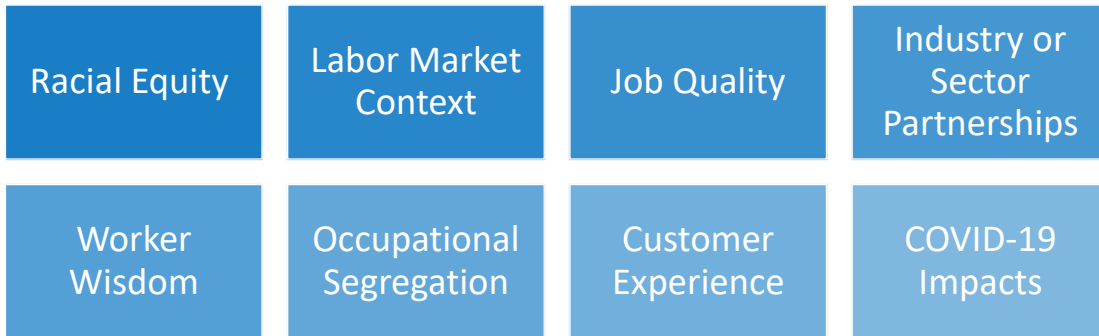 Racial Equity
Labor Market
Context
Job Quality
Industry or
Sector
Partnerships
Worker
Wisdom
Occupational
Segregation
Customer
Experience
COVID-19
Impacts